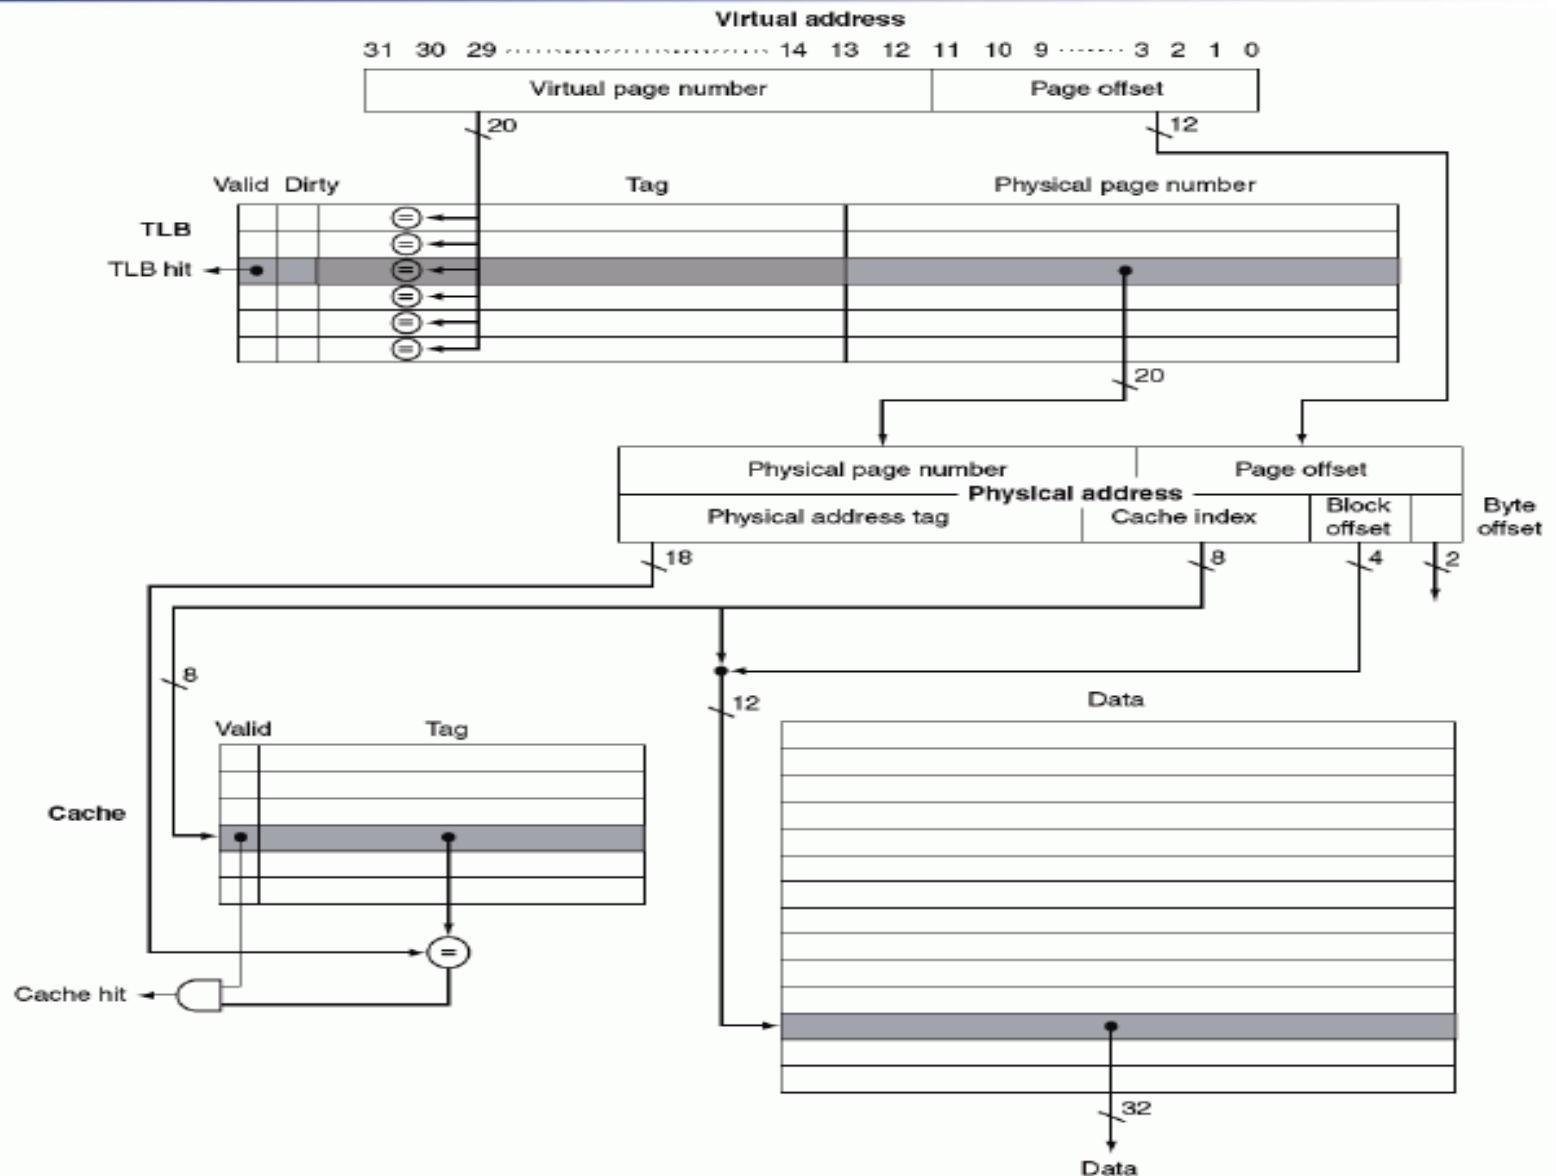 Virtual address
31 30 29 ........................... 14 13 12 11 10 9 ....... 3 2 1 0
Virtual page number Page offset
20 12
Valid Dirty Tag Physical page number
TLB
=
=
TLB hit =
=
=
=
20
Physical page number Page offset
Physical address
Physical address tag Cache index Block offset Byte offset
18 8 4 2
8
12
Data
Valid Tag
Cache
=
Cache hit
32
Data